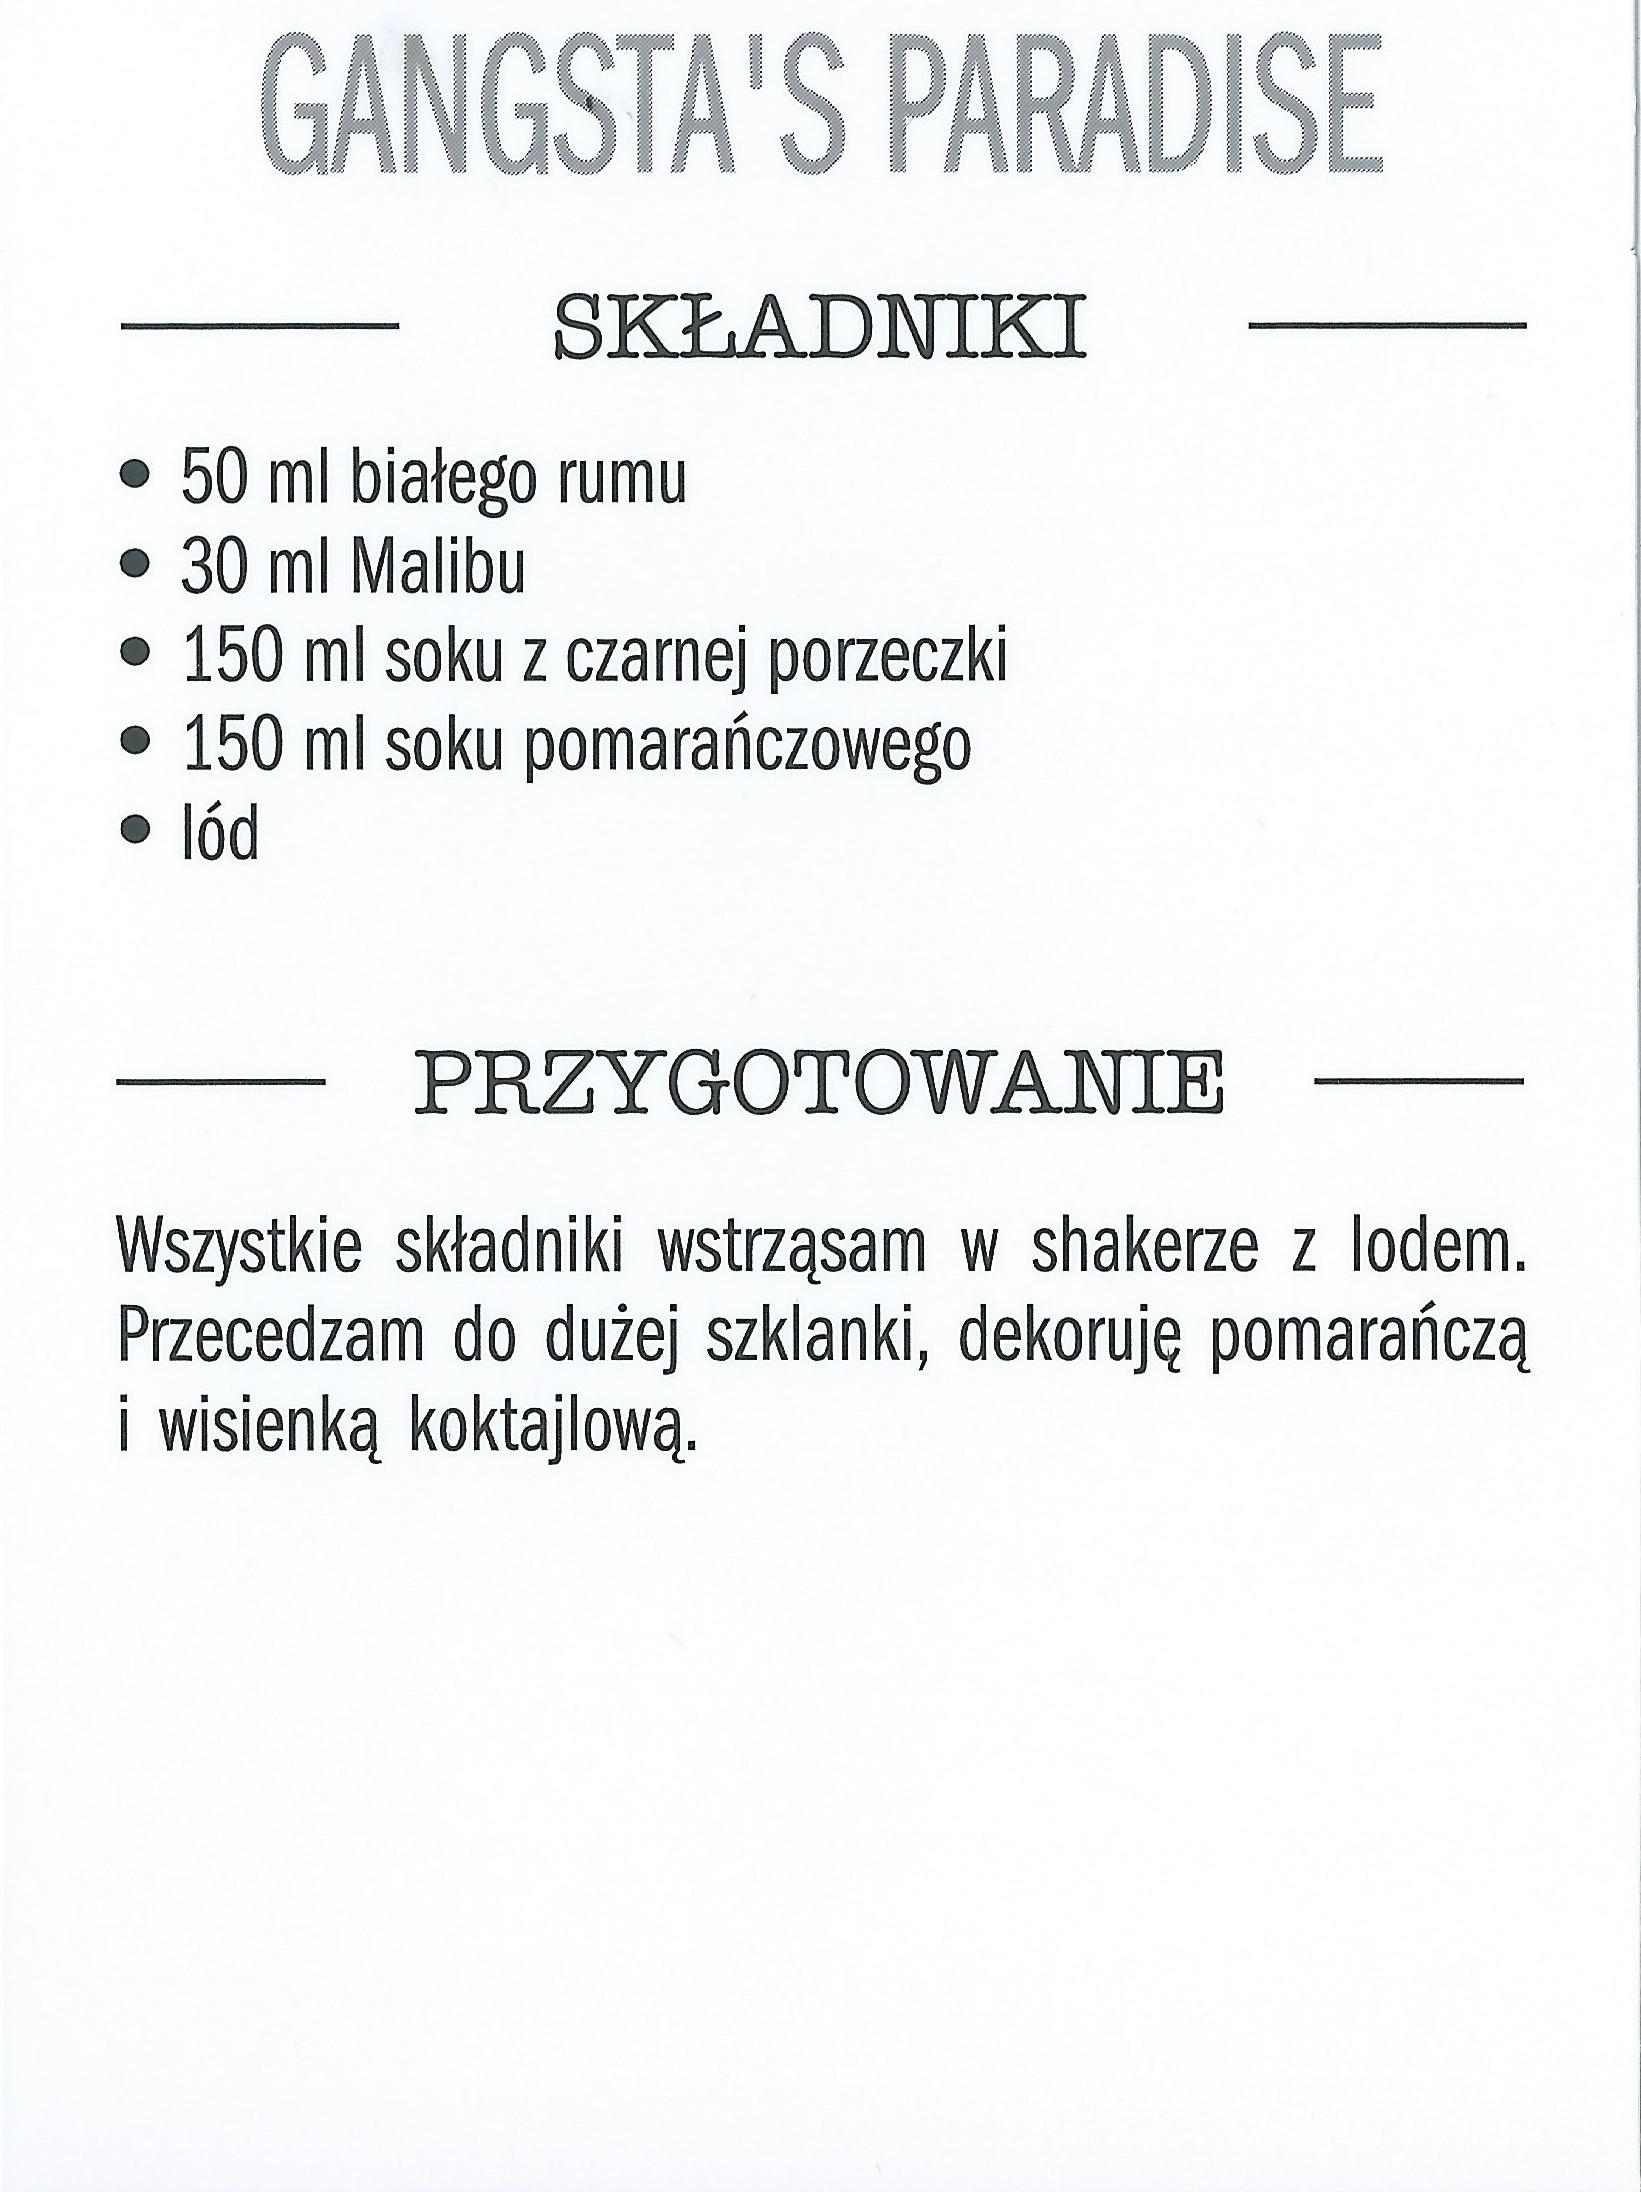 GANGSTA'S PARADISE
SKŁADNIKI
• 50 ml białego rumu
• 30 ml Malibu
• 150 ml soku z czarnej porzeczki
• 150 ml soku pomarańczowego
• lód
PRZYGOTOWANIE
Wszystkie składniki wstrząsam w shakerze z lodem.
Przecedzam do dużej szklanki, dekoruję pomarańczą
i wisienką koktajlową.